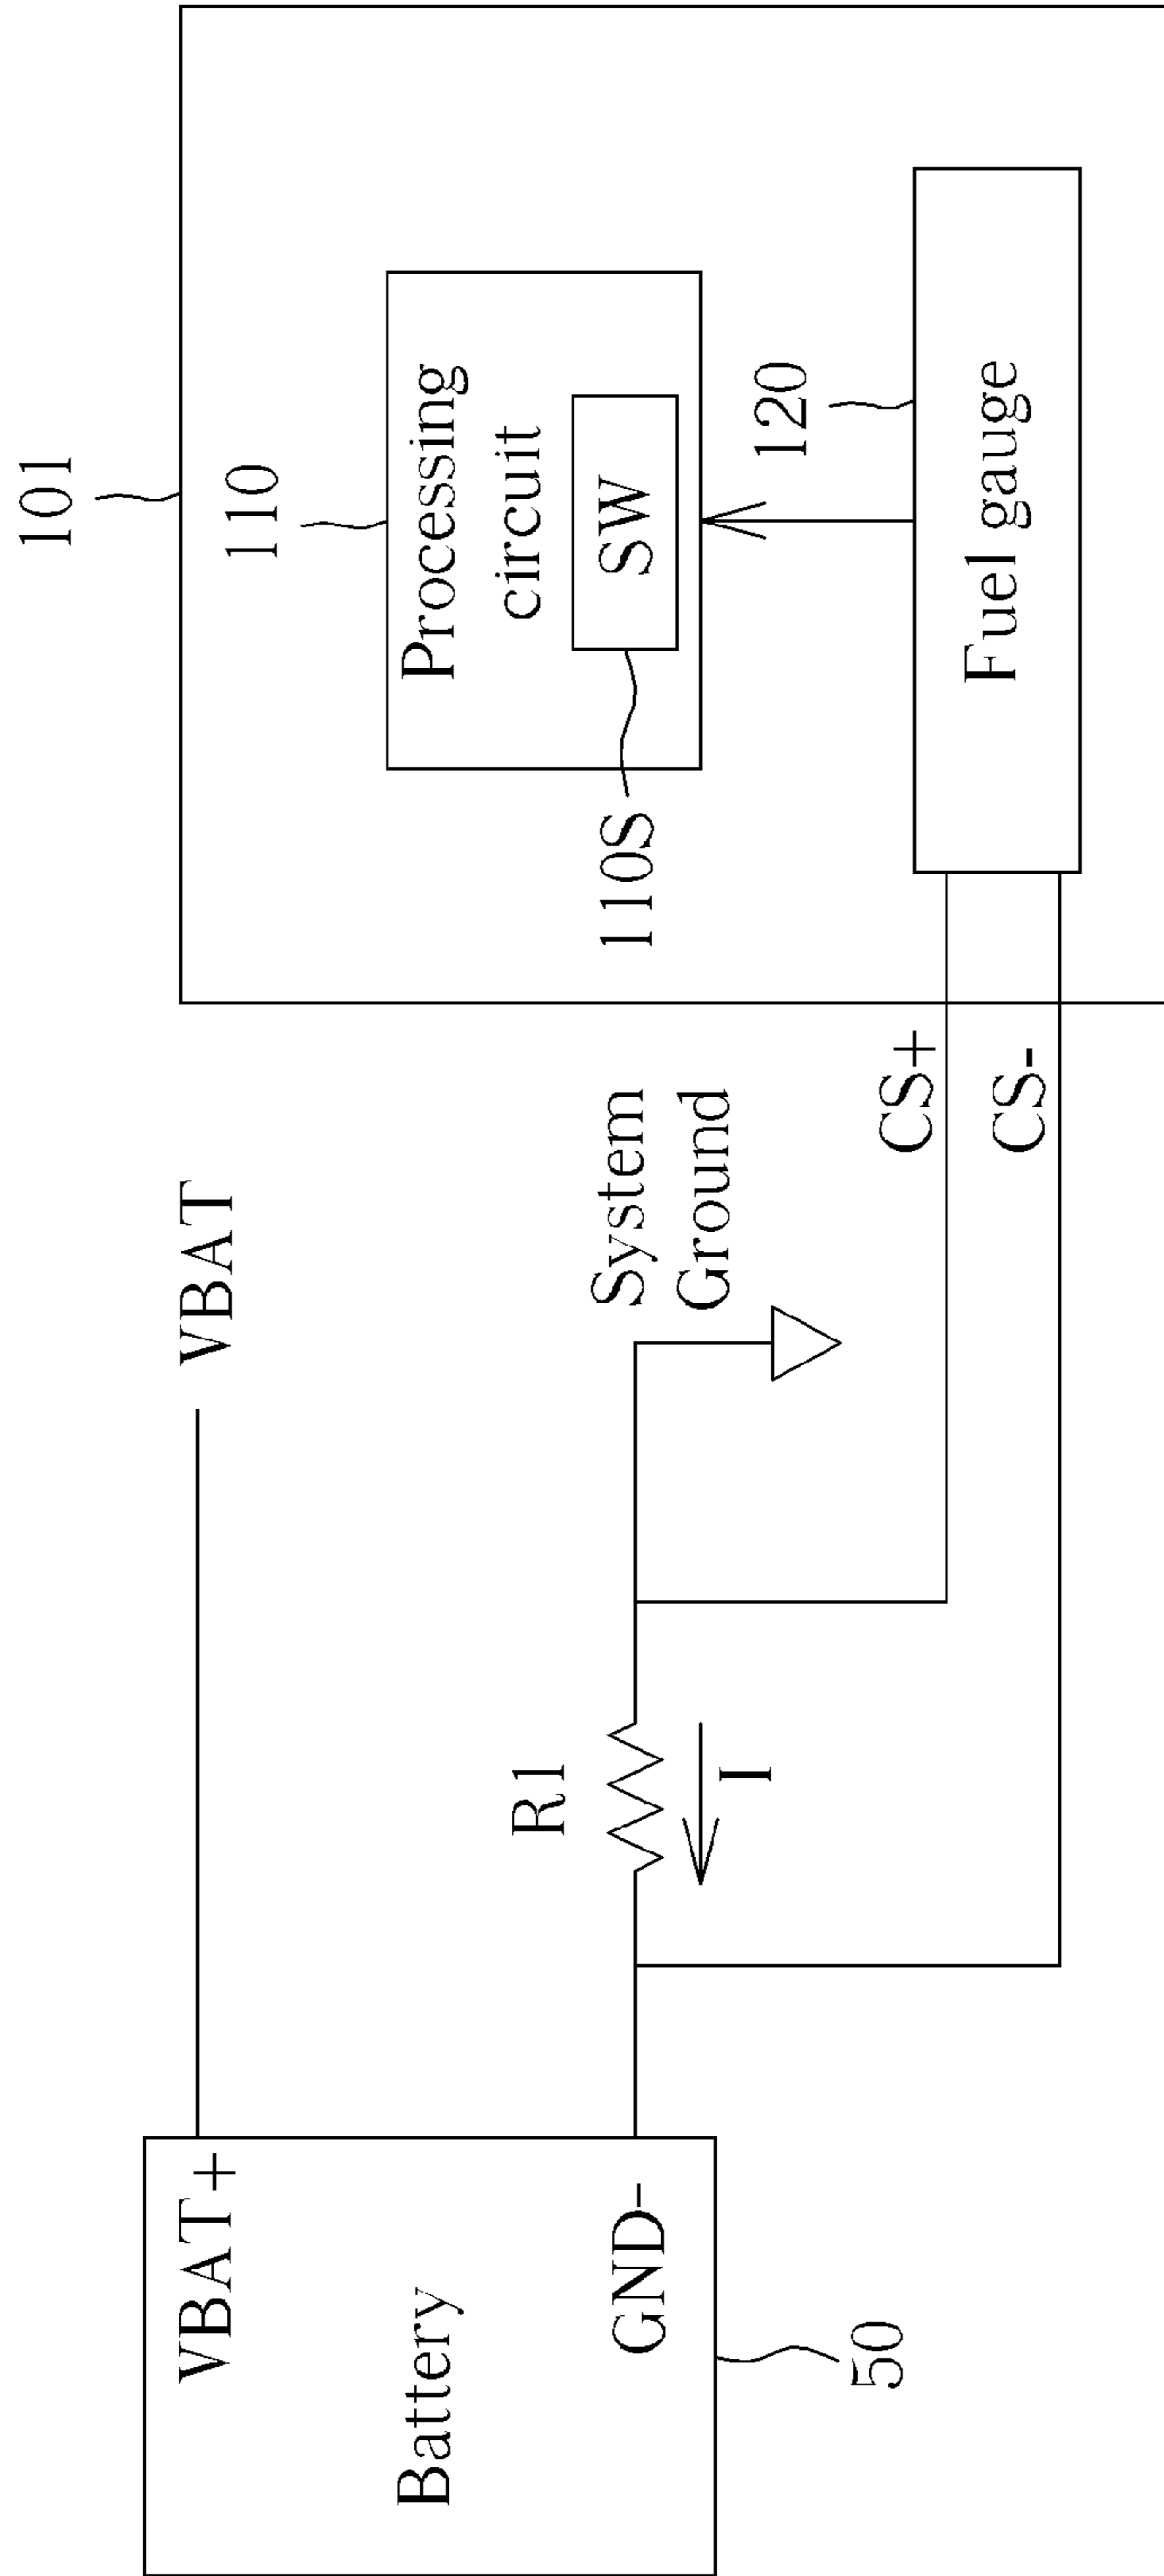 101
110
Processing
circuit
SW
110S
120
Fuel gauge
VBAT
System
Ground
CS+
CS-
R1
I
VBAT+
Battery
GND-
50